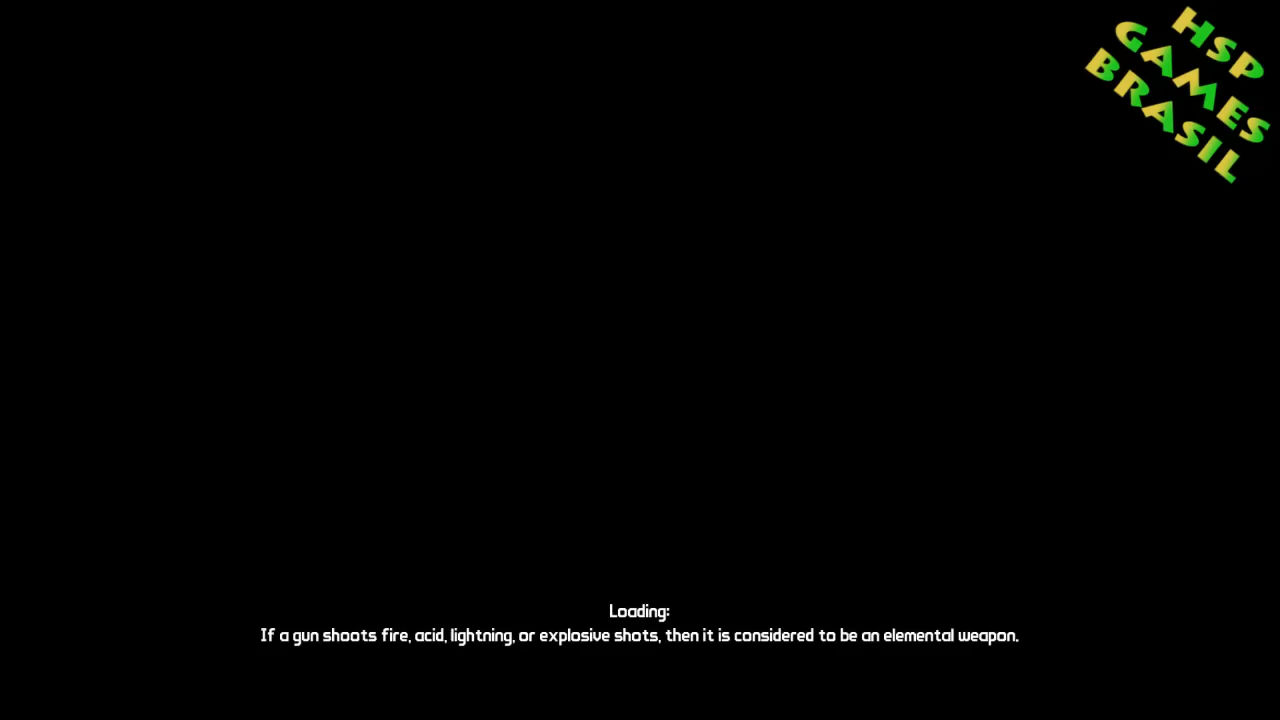 HSP
GAMES
BRASIL
Loading:
If a gun shoots fire, acid, lightning, or explosive shots, then it is considered to be an elemental weapon.